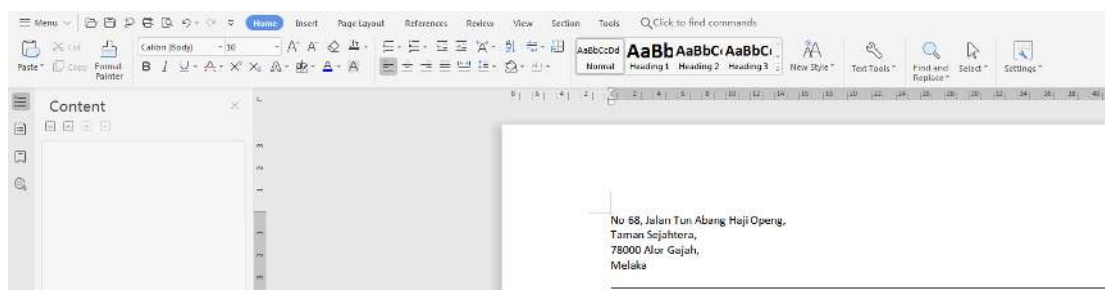 Menu Home Insert Page Layout References Review View Section Tools Click to find commands
Paste Cut Copy Format Painter
Calibri (Body) 10
AaBbCcDd AaBb AaBbC AaBbC
Normal Heading 1 Heading 2 Heading 3 New Style Text Tools Find and Replace Select Settings
Content
No 68, Jalan Tun Abang Haji Openg,
Taman Sejahtera,
78000 Alor Gajah,
Melaka